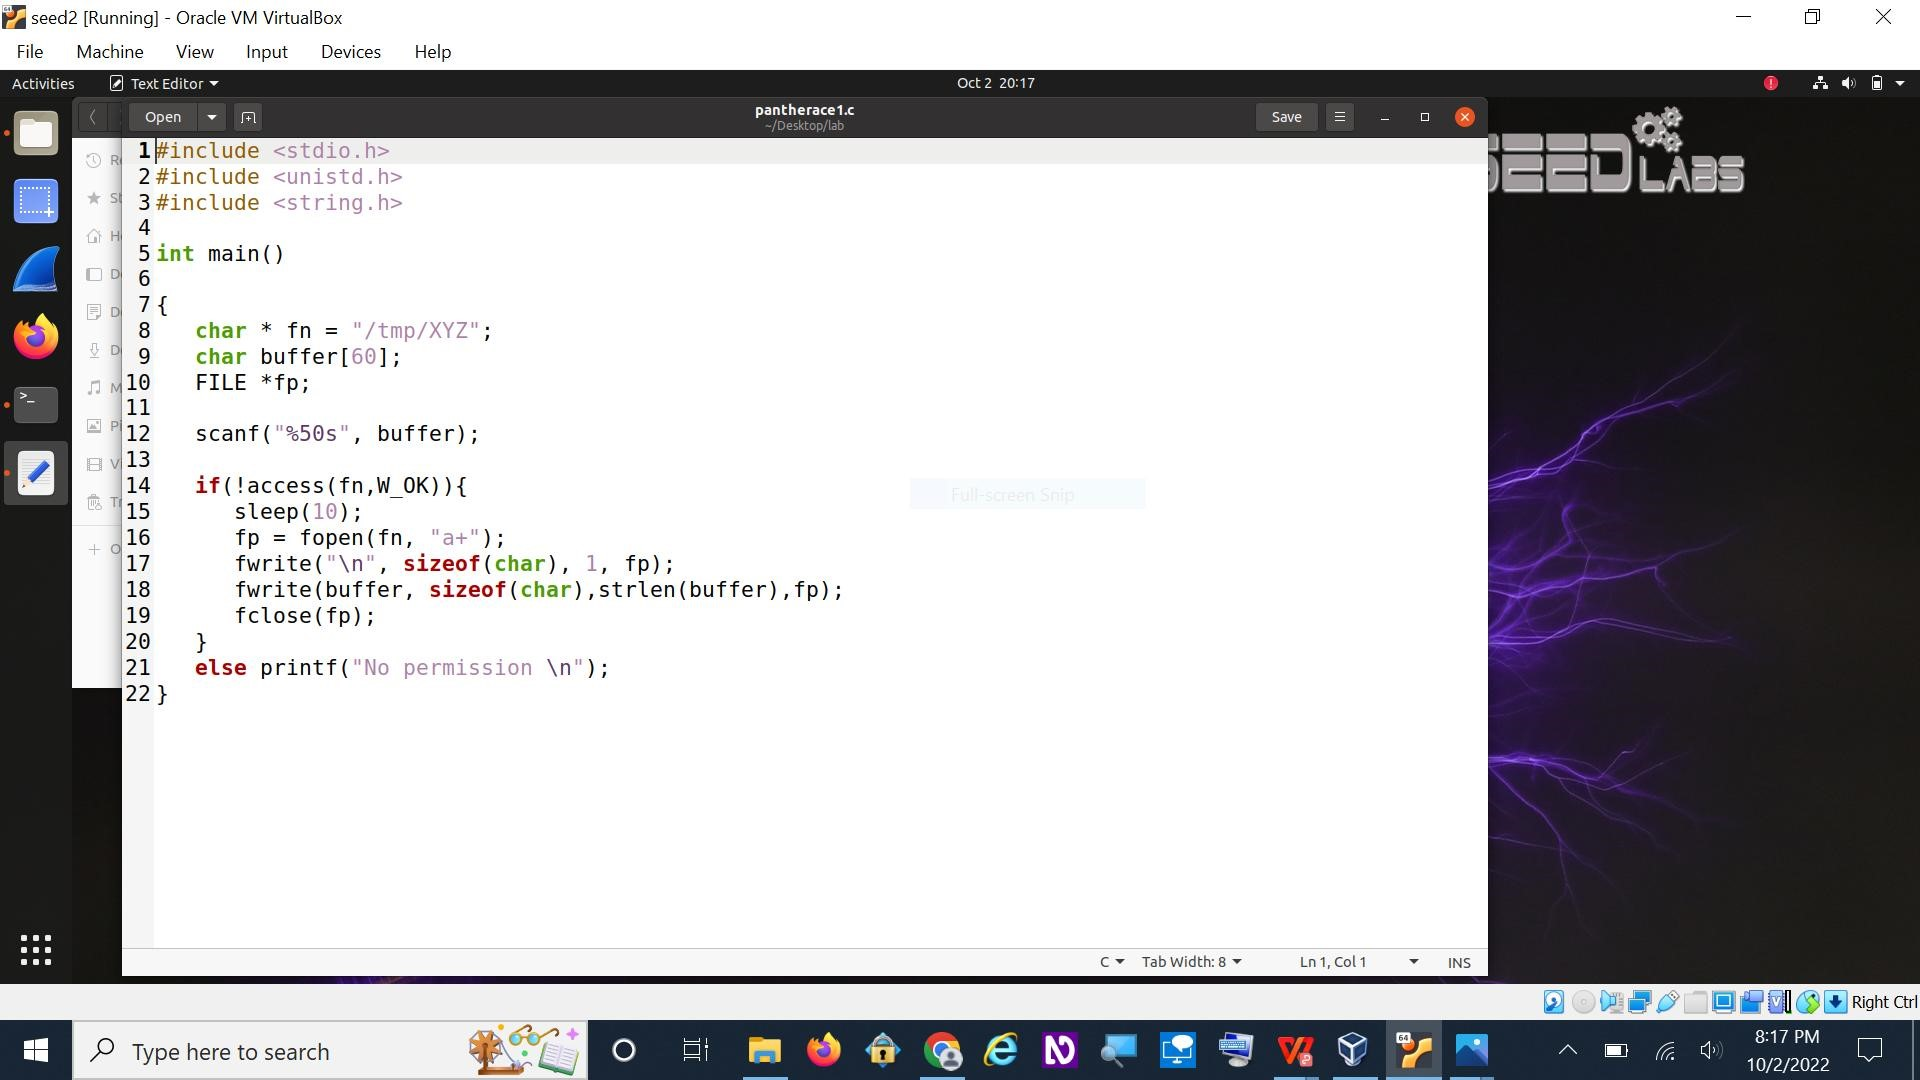 seed2 [Running] - Oracle VM VirtualBox
File Machine View Input Devices Help
Activities Text Editor Oct 2 20:17
Open pantherace1.c Save
~/Desktop/lab
SEED LABS
1 #include <stdio.h>
2 #include <unistd.h>
3 #include <string.h>
4
5 int main()
6
7 {
8 char * fn = "/tmp/XYZ";
9 char buffer[60];
10 FILE *fp;
11
12 scanf("%50s", buffer);
13
14 if(!access(fn,W_OK)){
15 sleep(10);
16 fp = fopen(fn, "a+");
17 fwrite("\n", sizeof(char), 1, fp);
18 fwrite(buffer, sizeof(char),strlen(buffer),fp);
19 fclose(fp);
20 }
21 else printf("No permission \n");
22 }
Full-screen Snip
C Tab Width: 8 Ln 1, Col 1 INS
Right Ctrl
Type here to search
8:17 PM
10/2/2022